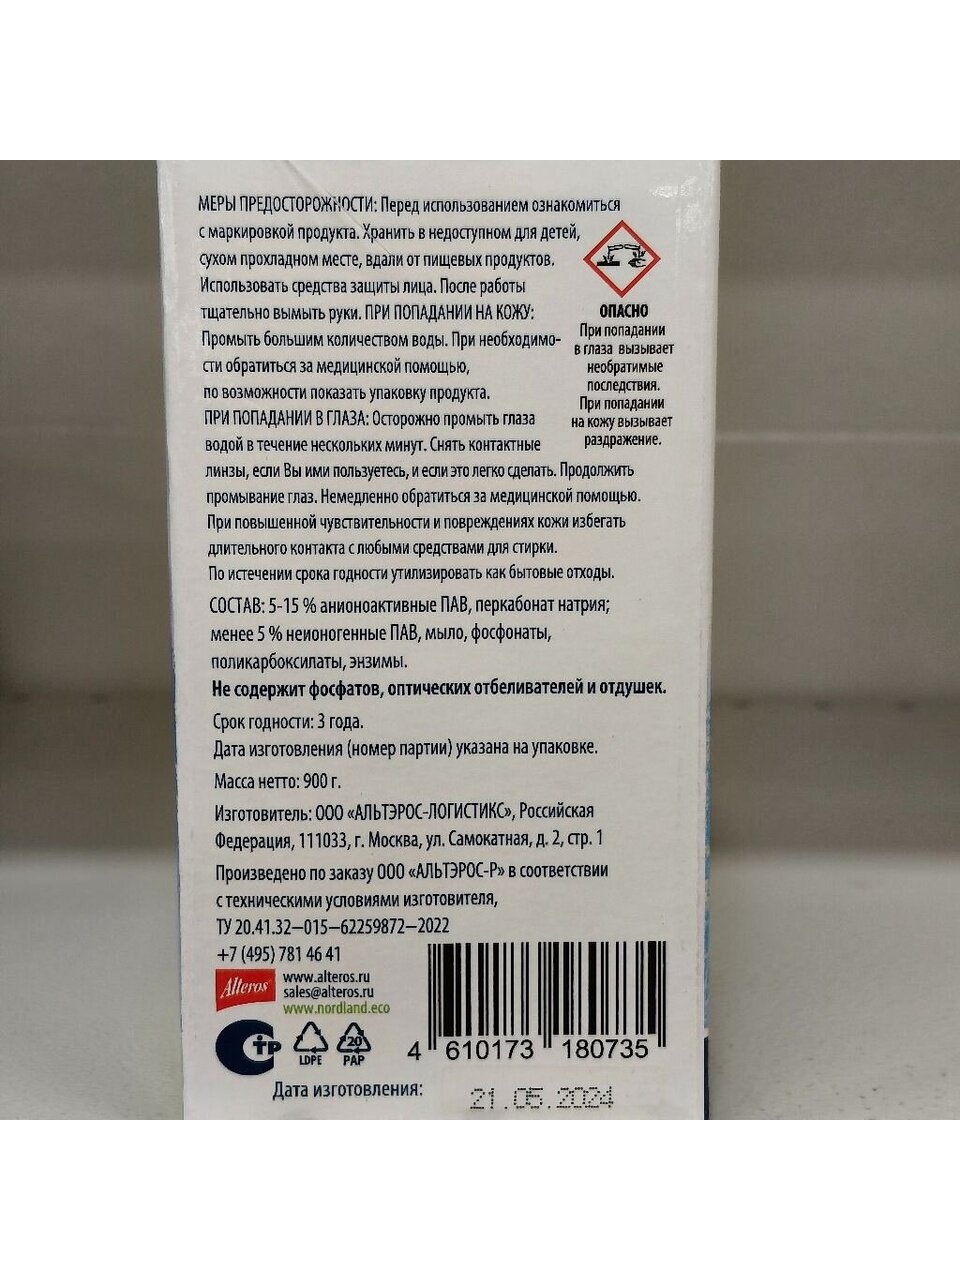 МЕРЫ ПРЕДОСТОРОЖНОСТИ: Перед использованием ознакомиться
с маркировкой продукта. Хранить в недоступном для детей,
сухом прохладном месте, вдали от пищевых продуктов.
Использовать средства защиты лица. После работы
тщательно вымыть руки. ПРИ ПОПАДАНИИ НА КОЖУ:
Промыть большим количеством воды. При необходимо-
сти обратиться за медицинской помощью,
по возможности показать упаковку продукта.
ПРИ ПОПАДАНИИ В ГЛАЗА: Осторожно промыть глаза
водой в течение нескольких минут. Снять контактные
линзы, если Вы ими пользуетесь, и если это легко сделать. Продолжить
промывание глаз. Немедленно обратиться за медицинской помощью.
При повышенной чувствительности и повреждениях кожи избегать
длительного контакта с любыми средствами для стирки.
По истечении срока годности утилизировать как бытовые отходы.
ОПАСНО
При попадании
в глаза вызывает
необратимые
последствия.
При попадании
на кожу вызывает
раздражение.
СОСТАВ: 5-15 % анионоактивные ПАВ, перкабонат натрия;
менее 5 % неионогенные ПАВ, мыло, фосфонаты,
поликарбоксилаты, энзимы.
Не содержит фосфатов, оптических отбеливателей и отдушек.
Срок годности: 3 года.
Дата изготовления (номер партии) указана на упаковке.
Масса нетто: 900 г.
Изготовитель: ООО «АЛЬТЭРОС-ЛОГИСТИКС», Российская
Федерация, 111033, г. Москва, ул. Самокатная, д. 2, стр. 1
Произведено по заказу ООО «АЛЬТЭРОС-Р» в соответствии
с техническими условиями изготовителя,
ТУ 20.41.32–015–62259872–2022
+7 (495) 781 46 41
Alteros
www.alteros.ru
sales@alteros.ru
www.nordland.eco
СТР
LDPE
20
PAP
4 610173 180735
Дата изготовления:
21.05.2024